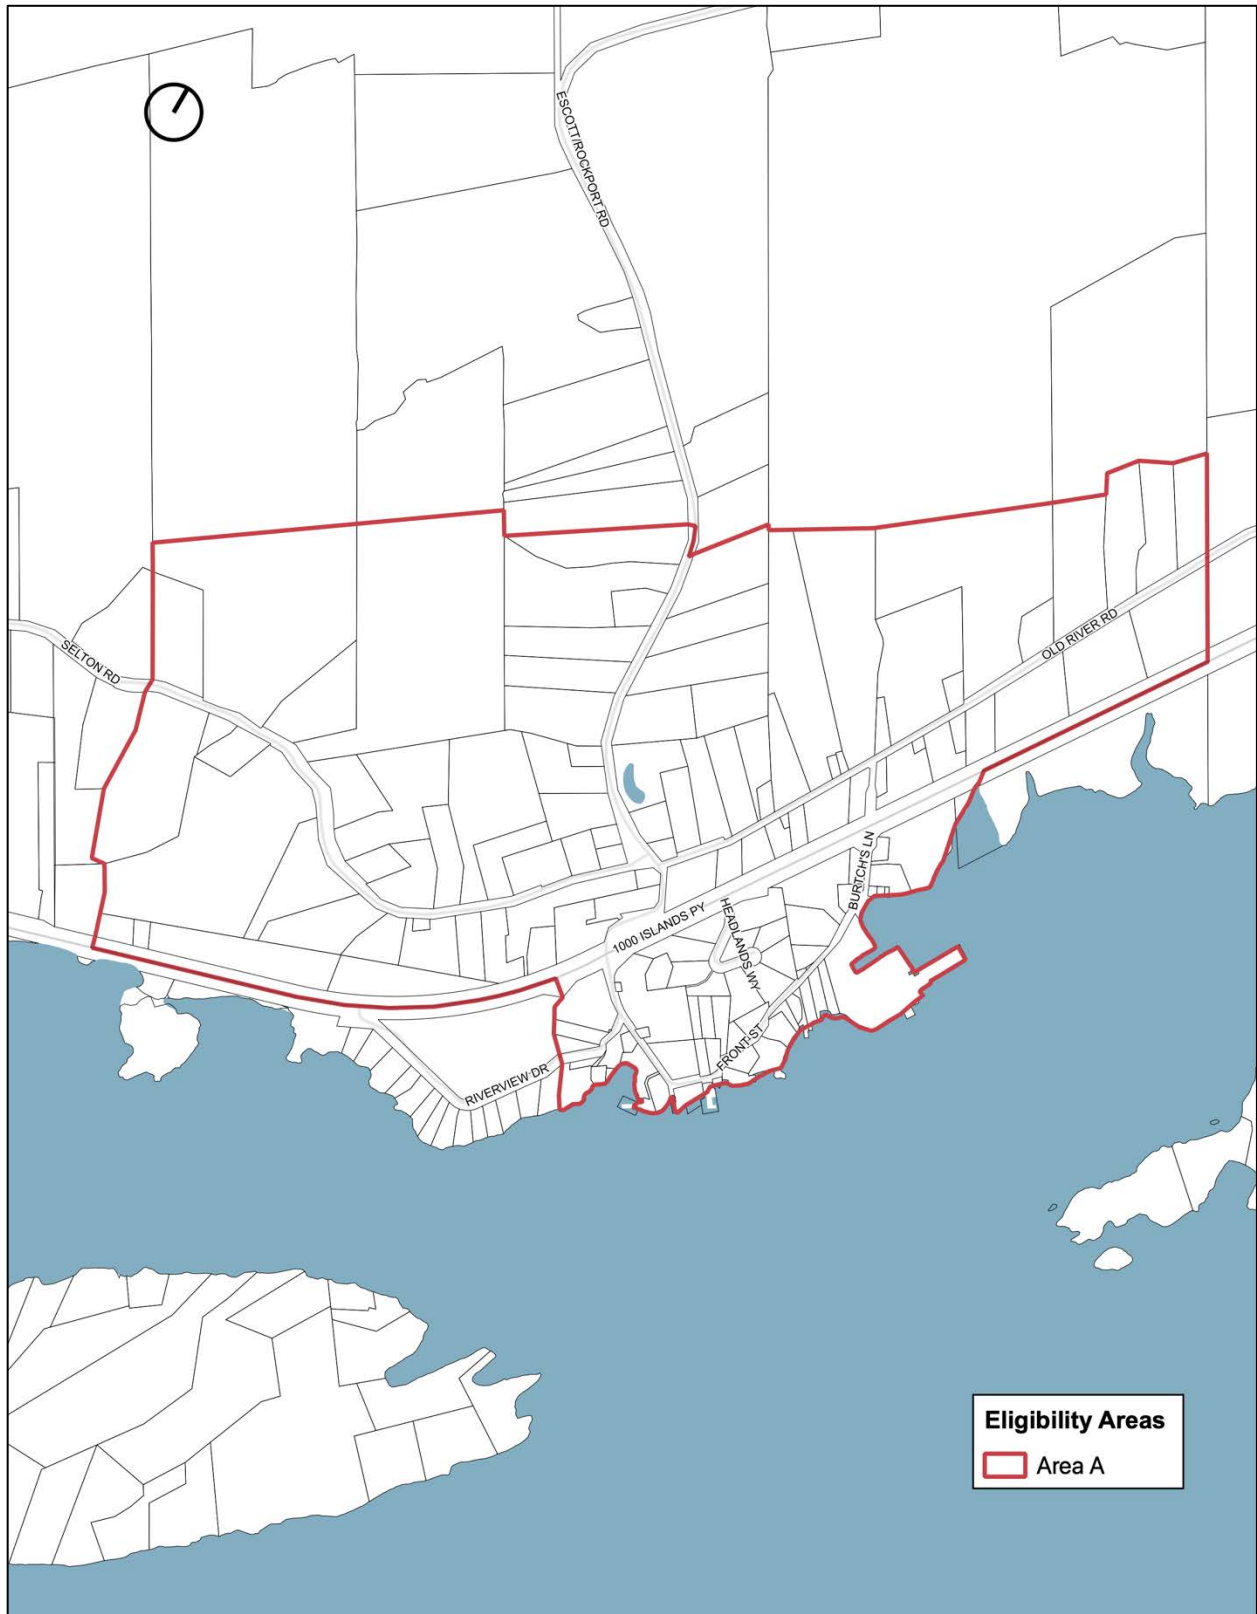 ESCOTT/ROCKPORT RD
SELTON RD
OLD RIVER RD
BURTCH'S LN
HEADLANDS WY
1000 ISLANDS PY
FRONT ST
RIVERVIEW DR
Eligibility Areas
Area A